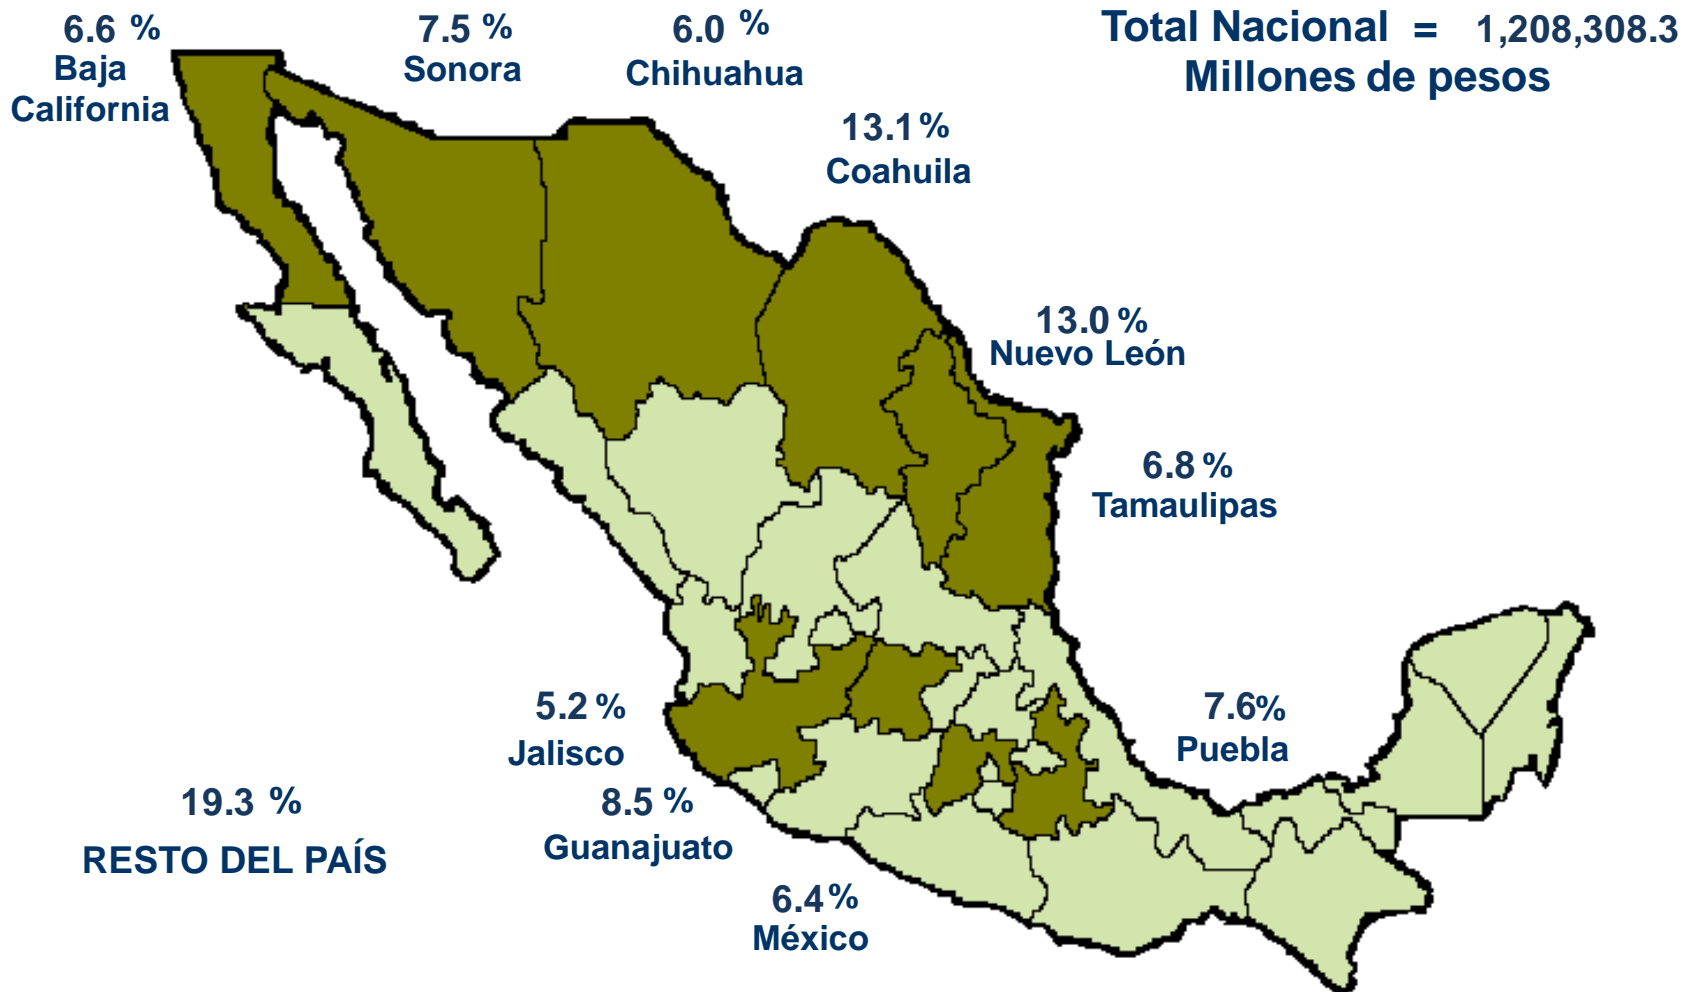 6.6 %
Baja
California
7.5 %
Sonora
6.0 %
Chihuahua
Total Nacional = 1,208,308.3
Millones de pesos
13.1%
Coahuila
13.0 %
Nuevo León
6.8 %
Tamaulipas
5.2 %
Jalisco
7.6%
Puebla
19.3 %
RESTO DEL PAÍS
8.5 %
Guanajuato
6.4 %
México